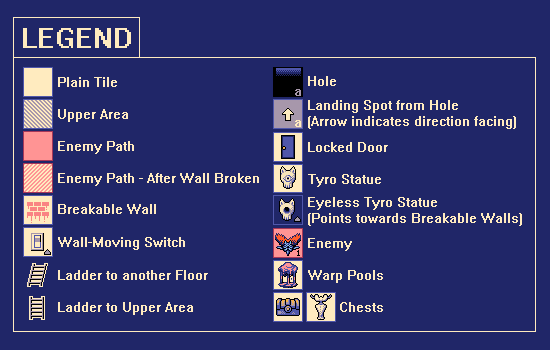 LEGEND
Plain Tile
Upper Area
Enemy Path
Enemy Path - After Wall Broken
Breakable Wall
Wall-Moving Switch
Ladder to another Floor
Ladder to Upper Area
a
Hole
a
Landing Spot from Hole
(Arrow indicates direction facing)
Locked Door
Tyro Statue
Eyeless Tyro Statue
(Points towards Breakable Walls)
1
Enemy
Warp Pools
Chests